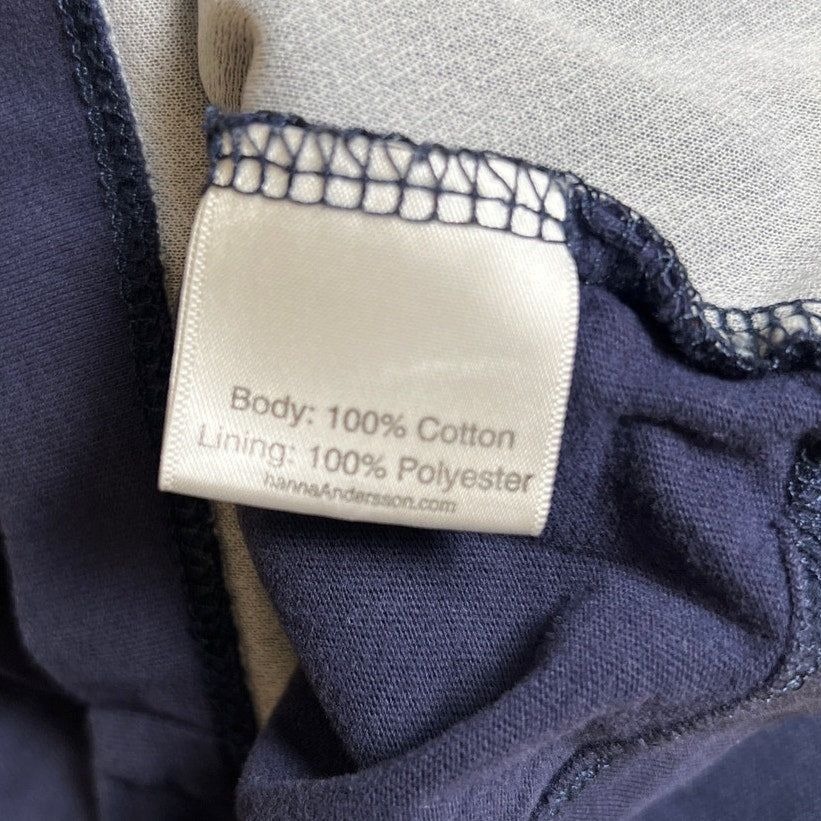 Body: 100% Cotton
Lining: 100% Polyester
hannaAndersson.com